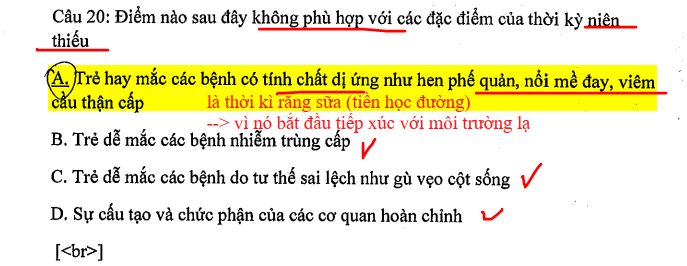 Câu 20: Điểm nào sau đây không phù hợp với các đặc điểm của thời kỳ niên
thiếu
A. Trẻ hay mắc các bệnh có tính chất dị ứng như hen phế quản, nổi mề đay, viêm
cầu thận cấp
là thời kì răng sữa (tiền học đường)
--> vì nó bắt đầu tiếp xúc với môi trường lạ
B. Trẻ dễ mắc các bệnh nhiễm trùng cấp
C. Trẻ dễ mắc các bệnh do tư thế sai lệch như gù vẹo cột sống
D. Sự cấu tạo và chức phận của các cơ quan hoàn chỉnh
[<br>]